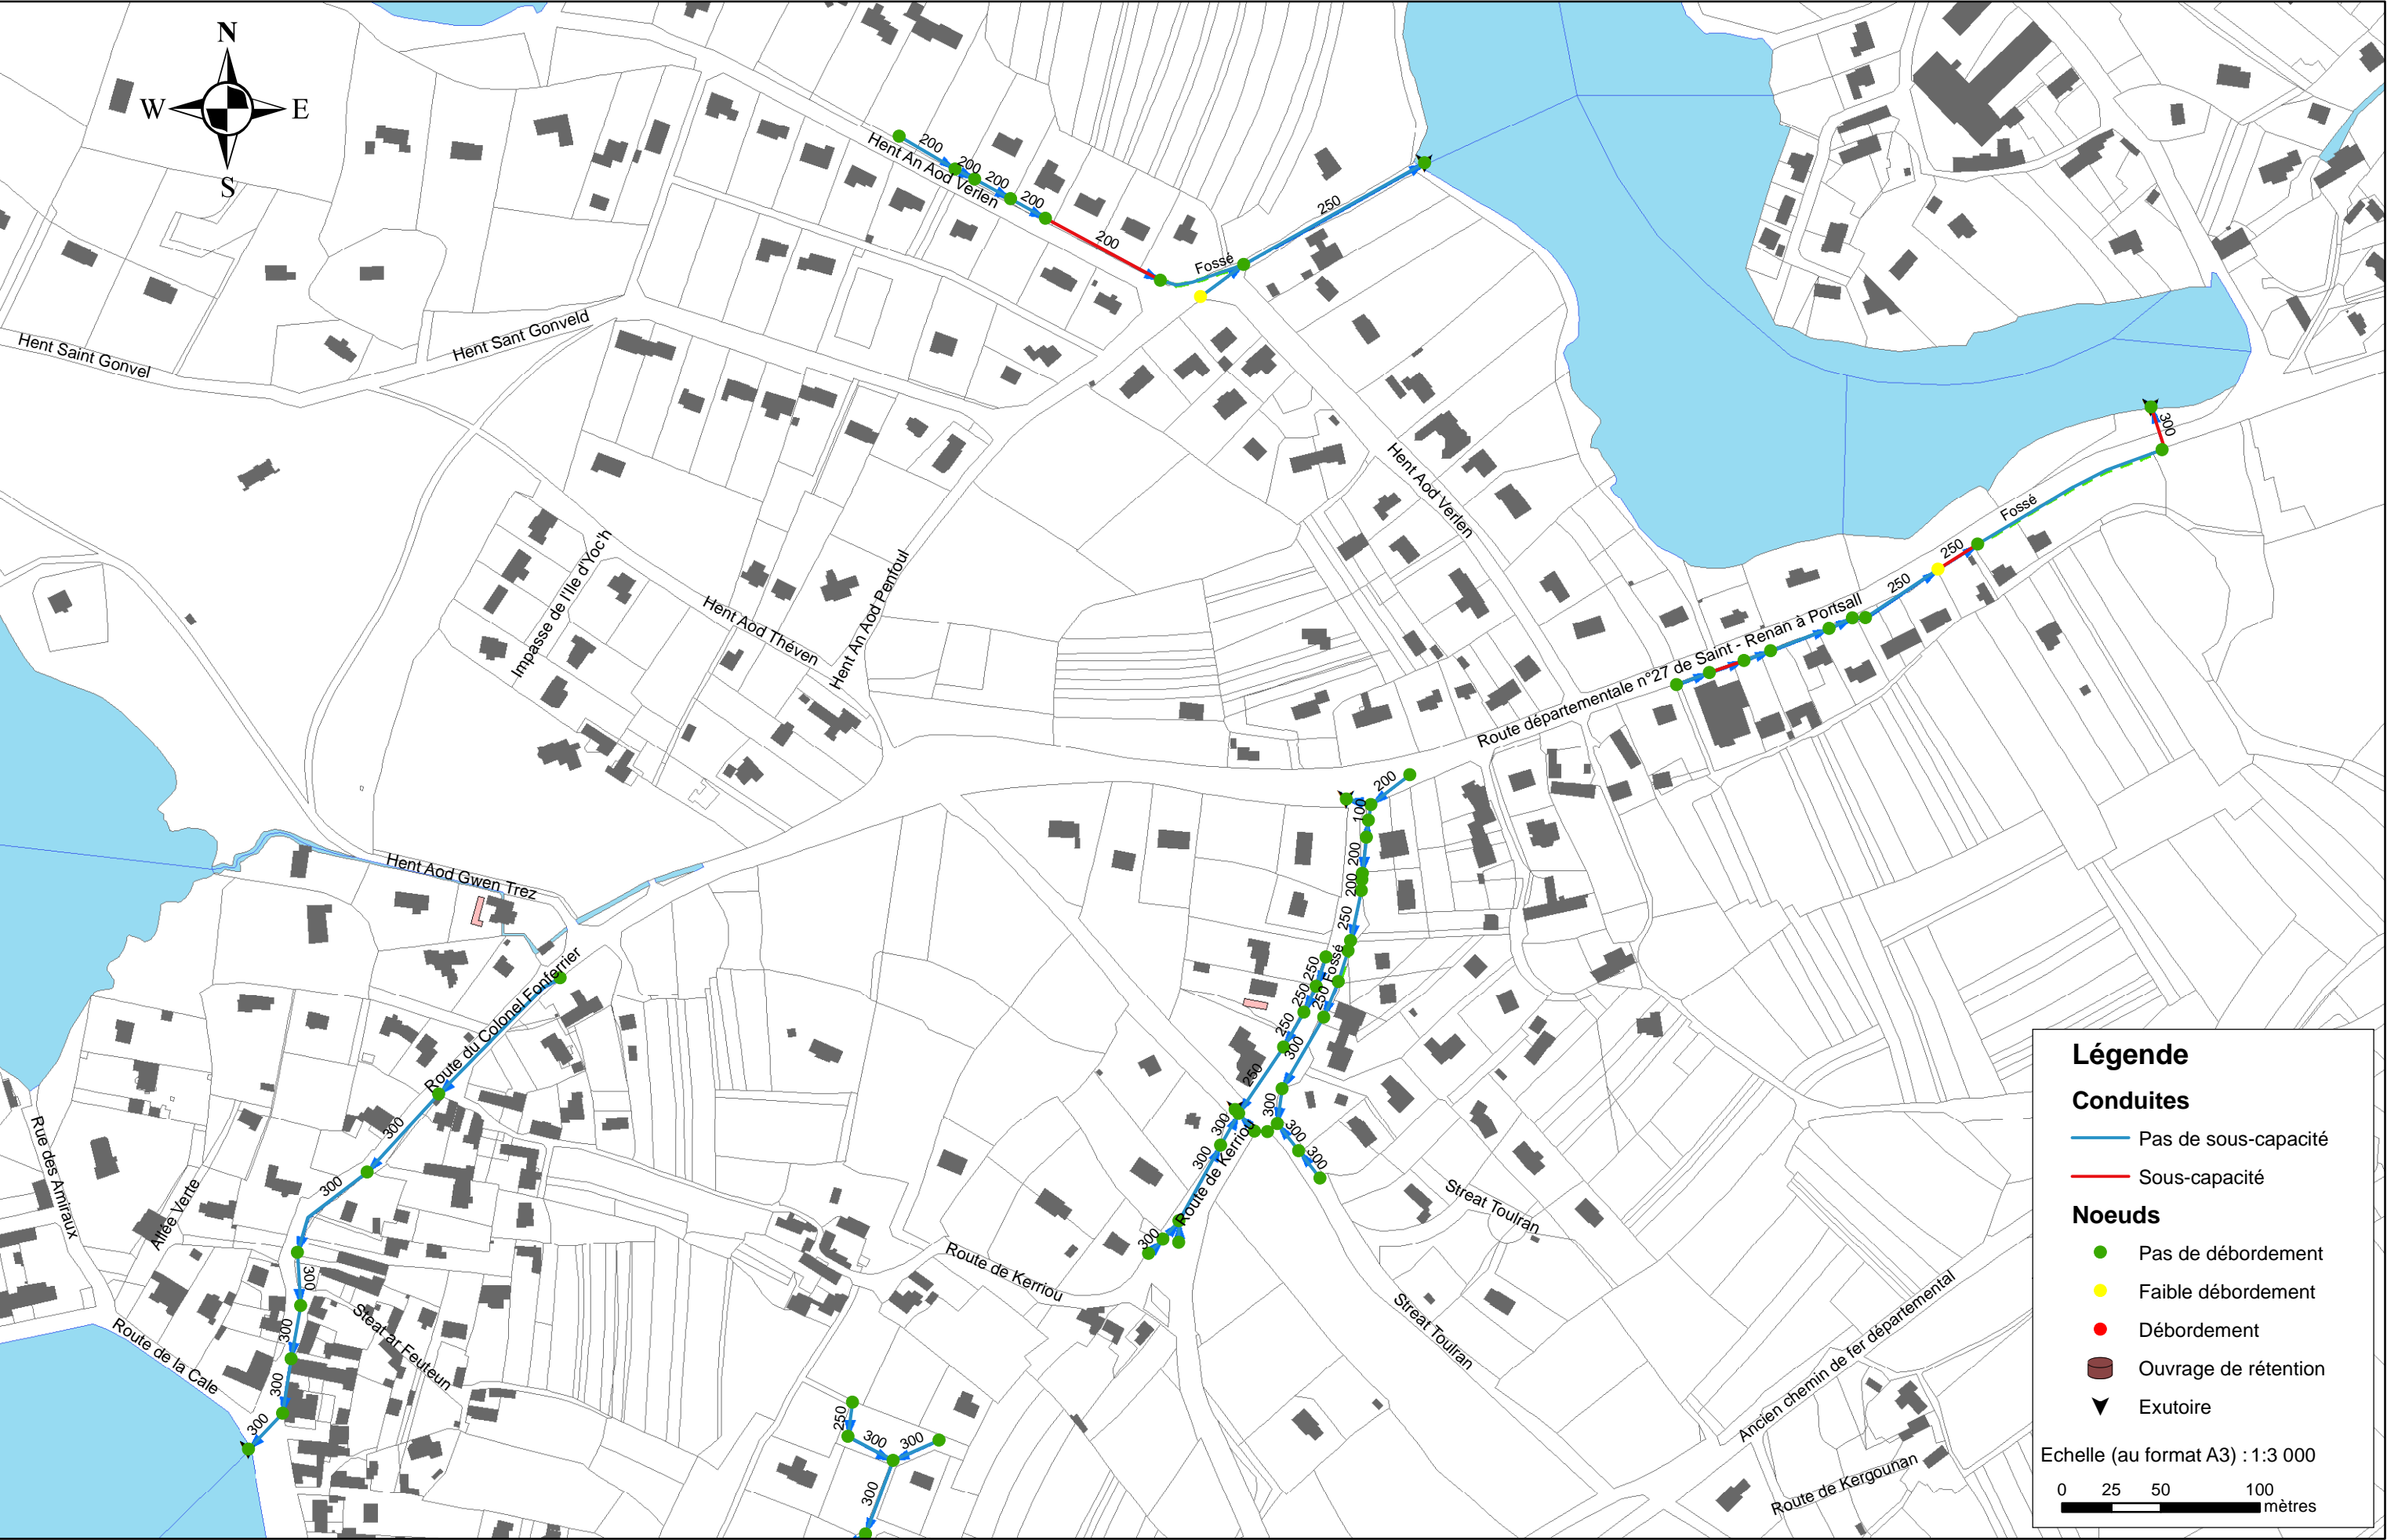 N
W
E
S
200
Hent An Aod Verlen
200
200
200
200
Fossé
250
Hent Saint Gonvel
Hent Sant Gonveld
Hent Aod Verlen
300
Fossé
250
250
Impasse de l'Ile d'Yoc'h
Hent Aod Théven
Hent An Aod Penfoul
Route départementale n°27 de Saint - Renan à Portsall
200
100
200
200
250
Fossé
250
250
250
250
300
250
Hent Aod Gwen Trez
Route du Colonel Fonferrier
300
300
300
300
300
300
Rue des Amiraux
Allée Verte
Route de la Cale
Steat ar Feuteun
300
300
300
300
300
300
Route de Kerriou
Route de Kerriou
Streat Toulran
Streat Toulran
250
300
300
300
Ancien chemin de fer départemental
Route de Kergounan
Légende
Conduites
Pas de sous-capacité
Sous-capacité
Noeuds
Pas de débordement
Faible débordement
Débordement
Ouvrage de rétention
Exutoire
Echelle (au format A3) : 1:3 000
0 25 50 100
mètres